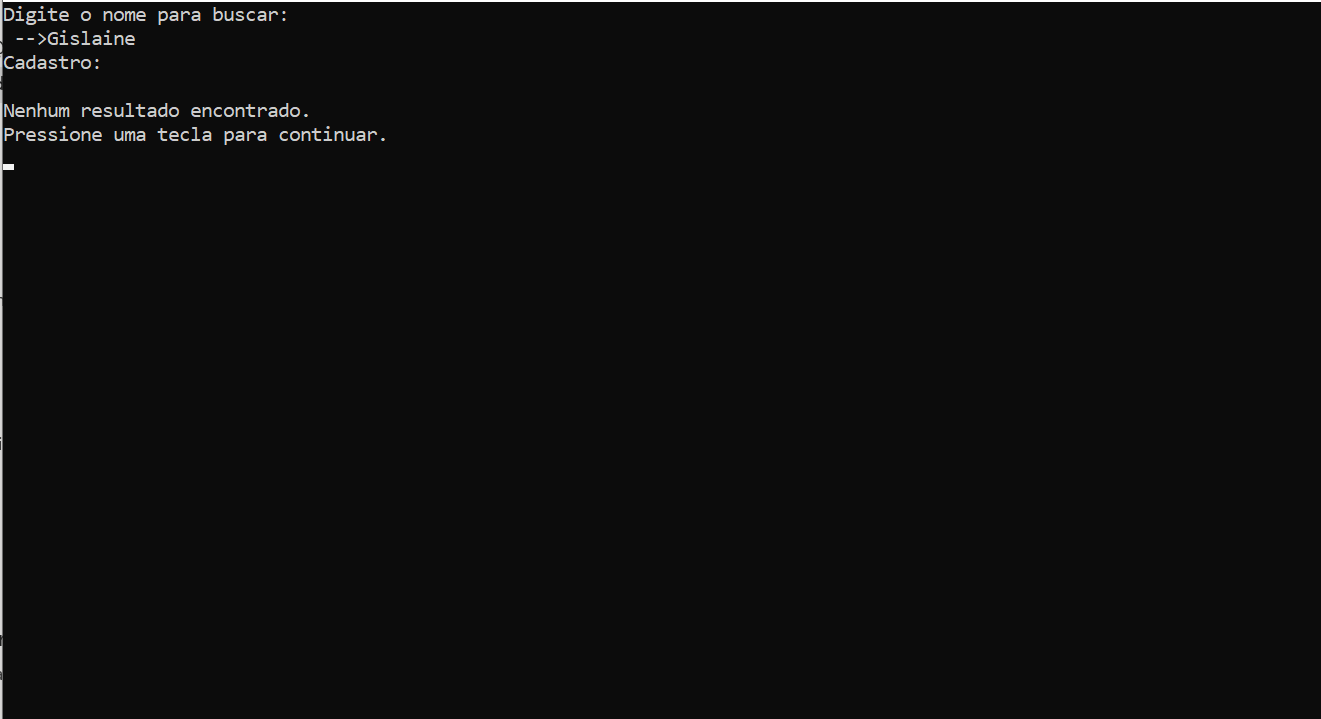 Digite o nome para buscar:
-->Gislaine
Cadastro:
Nenhum resultado encontrado.
Pressione uma tecla para continuar.